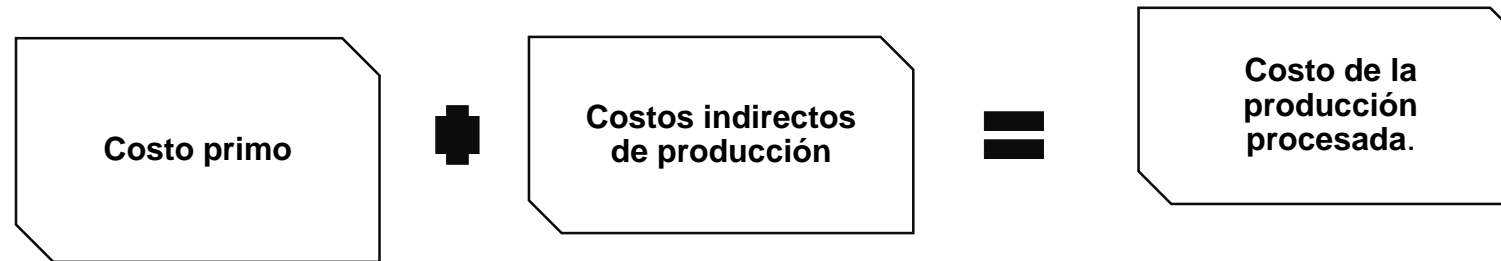 Costo primo
Costos indirectos
de producción
Costo de la
producción
procesada.